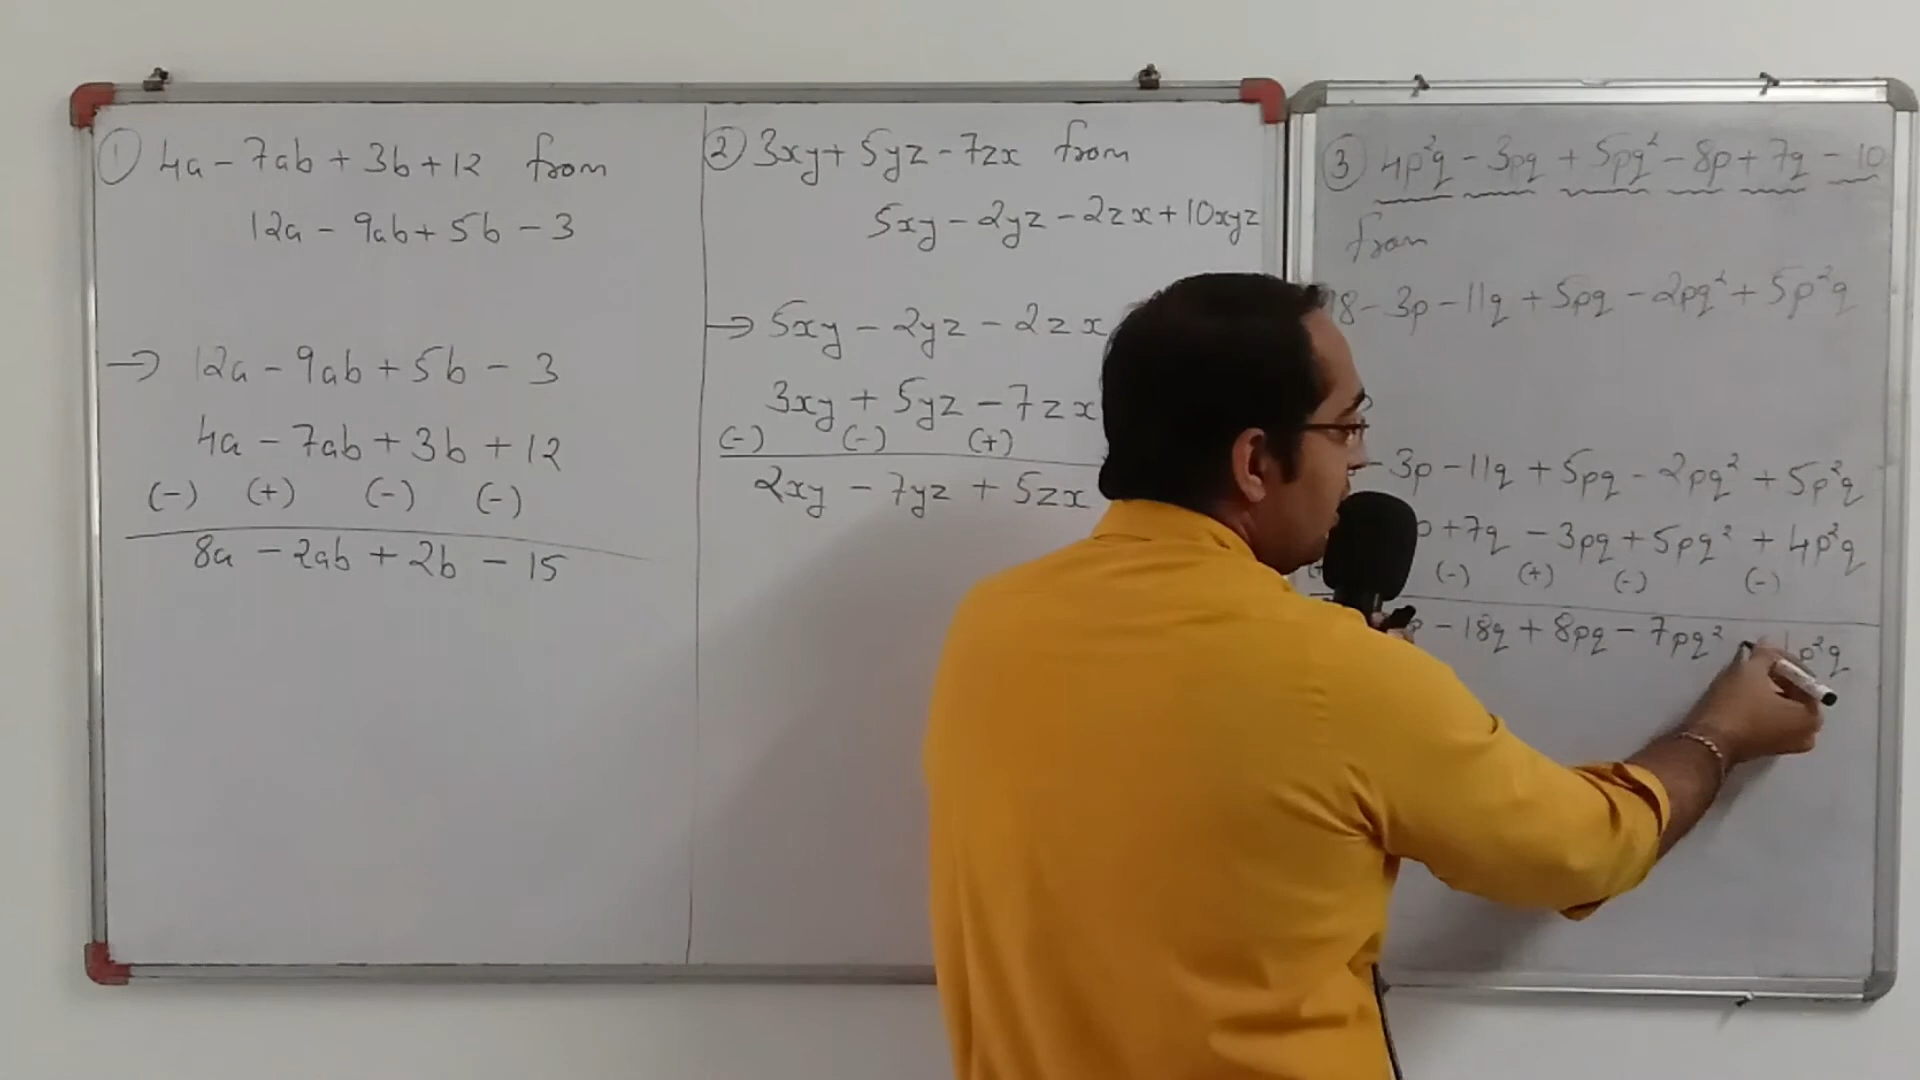 ① 4a - 7ab + 3b + 12 from
12a - 9ab + 5b - 3
→ 12a - 9ab + 5b - 3
4a - 7ab + 3b + 12
(-) (+) (-) (-)
8a - 2ab + 2b - 15
② 3xy + 5yz - 7zx from
5xy - 2yz - 2zx + 10xyz
→ 5xy - 2yz - 2zx
3xy + 5yz - 7zx
(-) (-) (+)
2xy - 7yz + 5zx
③ 4p²q - 3pq + 5pq² - 8p + 7q - 10
from
18 - 3p - 11q + 5pq - 2pq² + 5p²q
- 3p - 11q + 5pq - 2pq² + 5p²q
p + 7q - 3pq + 5pq² + 4p²q
(-) (+) (-) (-)
p - 18q + 8pq - 7pq² p²q